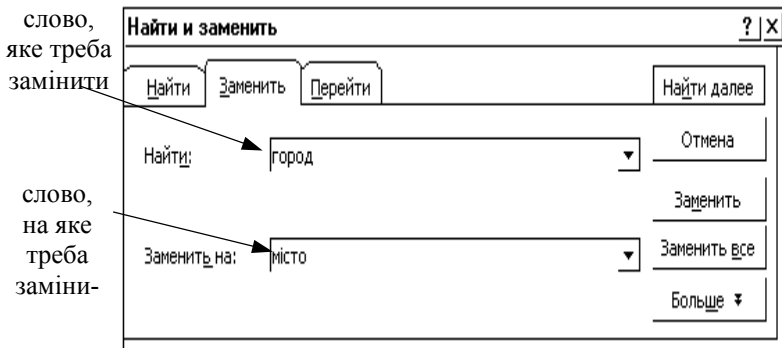 слово,
яке треба
замінити
Найти и заменить
? X
Найти Заменить Перейти
Найти далее
Найти: город
Отмена
Заменить
слово,
на яке
треба
заміни-
Заменить на: місто
Заменить все
Больше